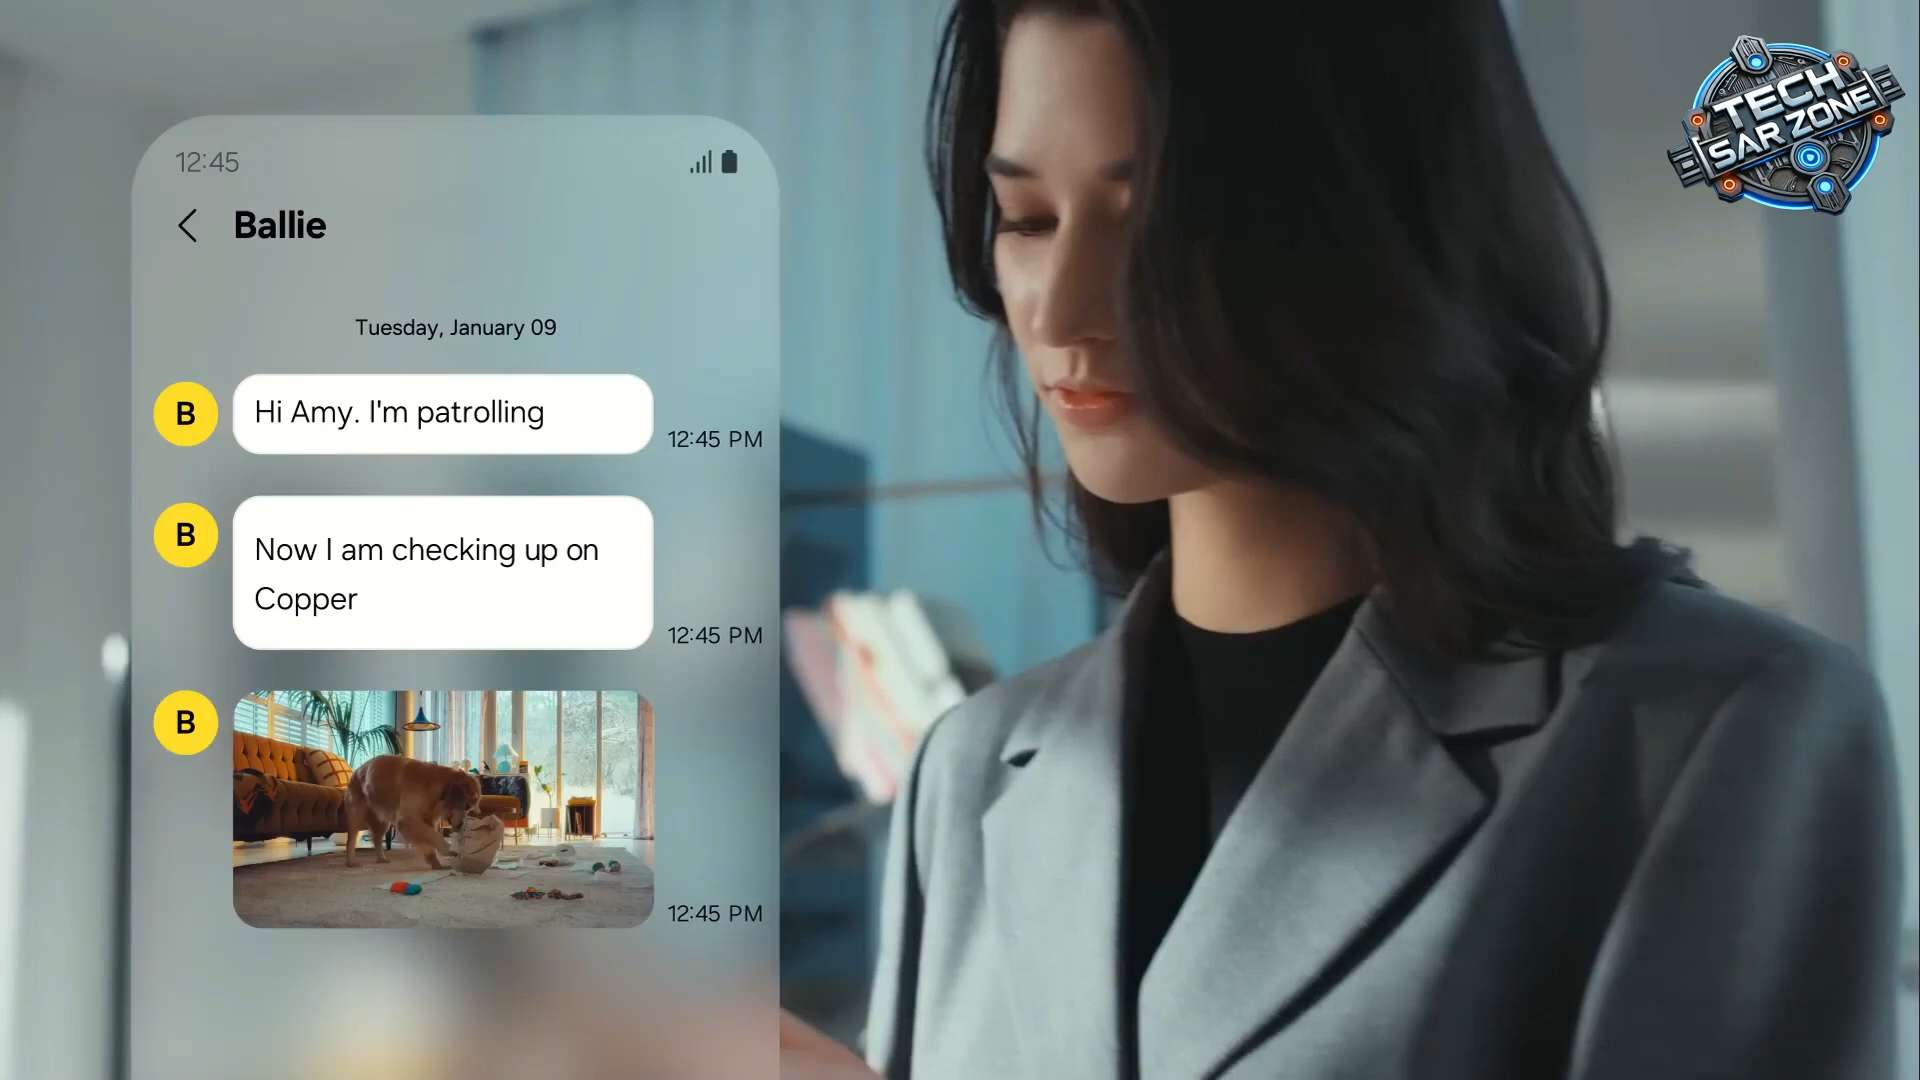 12:45
Ballie
Tuesday, January 09
B
Hi Amy. I'm patrolling
12:45 PM
B
Now I am checking up on
Copper
12:45 PM
B
12:45 PM
TECH
SAR ZONE